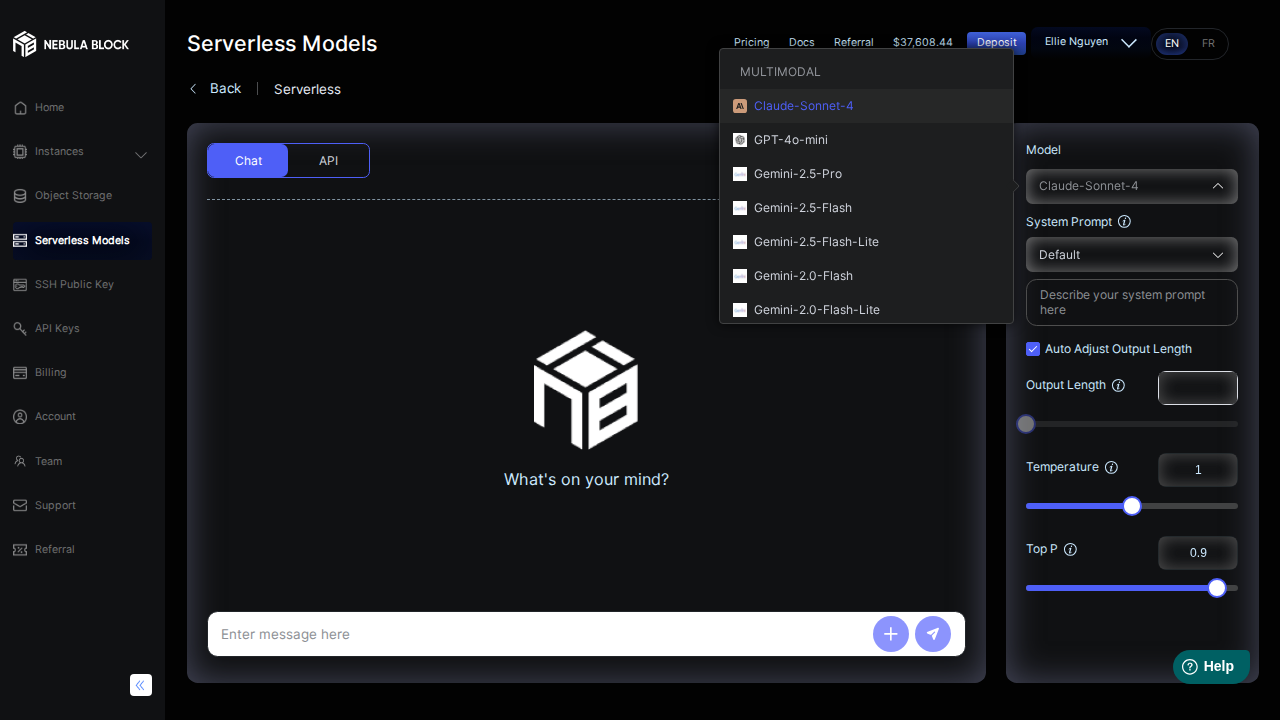 NEBULA BLOCK
Home
Instances
Object Storage
Serverless Models
SSH Public Key
API Keys
Billing
Account
Team
Support
Referral
Serverless Models
Pricing
Docs
Referral
$37,608.44
Deposit
Ellie Nguyen
EN
FR
Back
Serverless
Chat
API
MULTIMODAL
Claude-Sonnet-4
GPT-4o-mini
Gemini-2.5-Pro
Gemini-2.5-Flash
Gemini-2.5-Flash-Lite
Gemini-2.0-Flash
Gemini-2.0-Flash-Lite
What's on your mind?
Enter message here
Model
Claude-Sonnet-4
System Prompt
Default
Describe your system prompt
here
Auto Adjust Output Length
Output Length
Temperature
1
Top P
0.9
Help